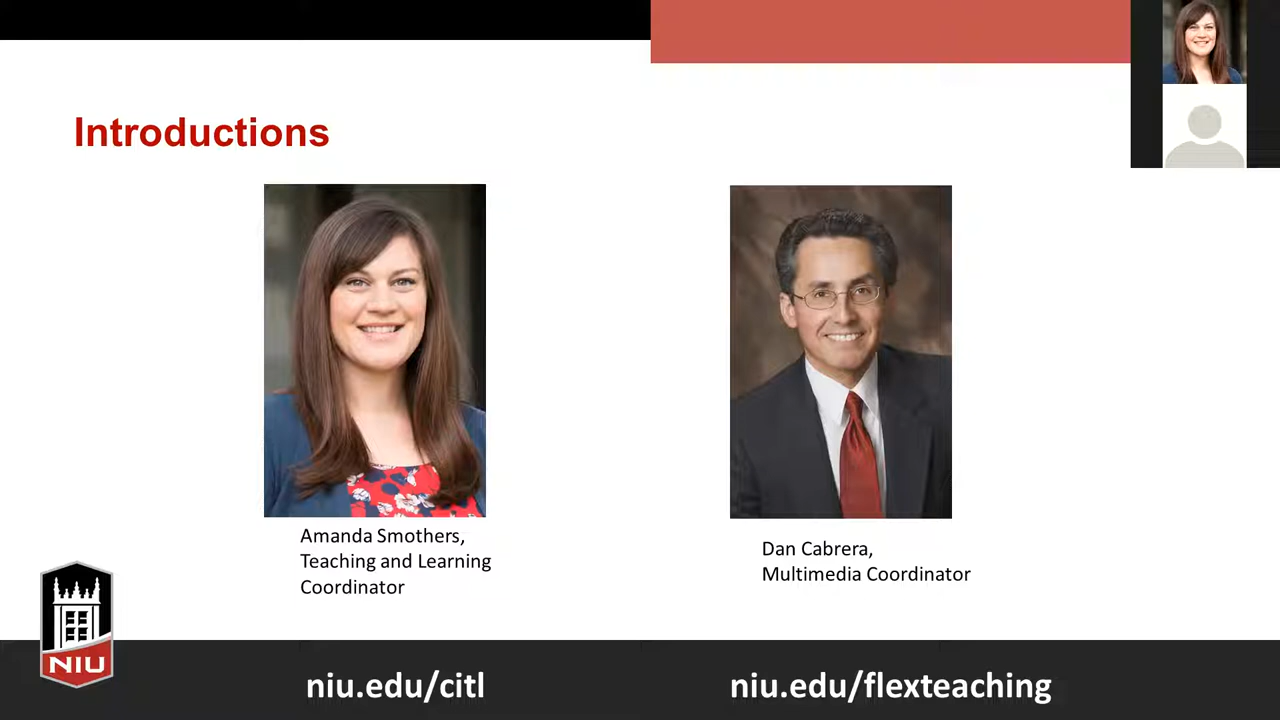 Introductions
Amanda Smothers,
Teaching and Learning
Coordinator
Dan Cabrera,
Multimedia Coordinator
NIU
niu.edu/citl
niu.edu/flexteaching